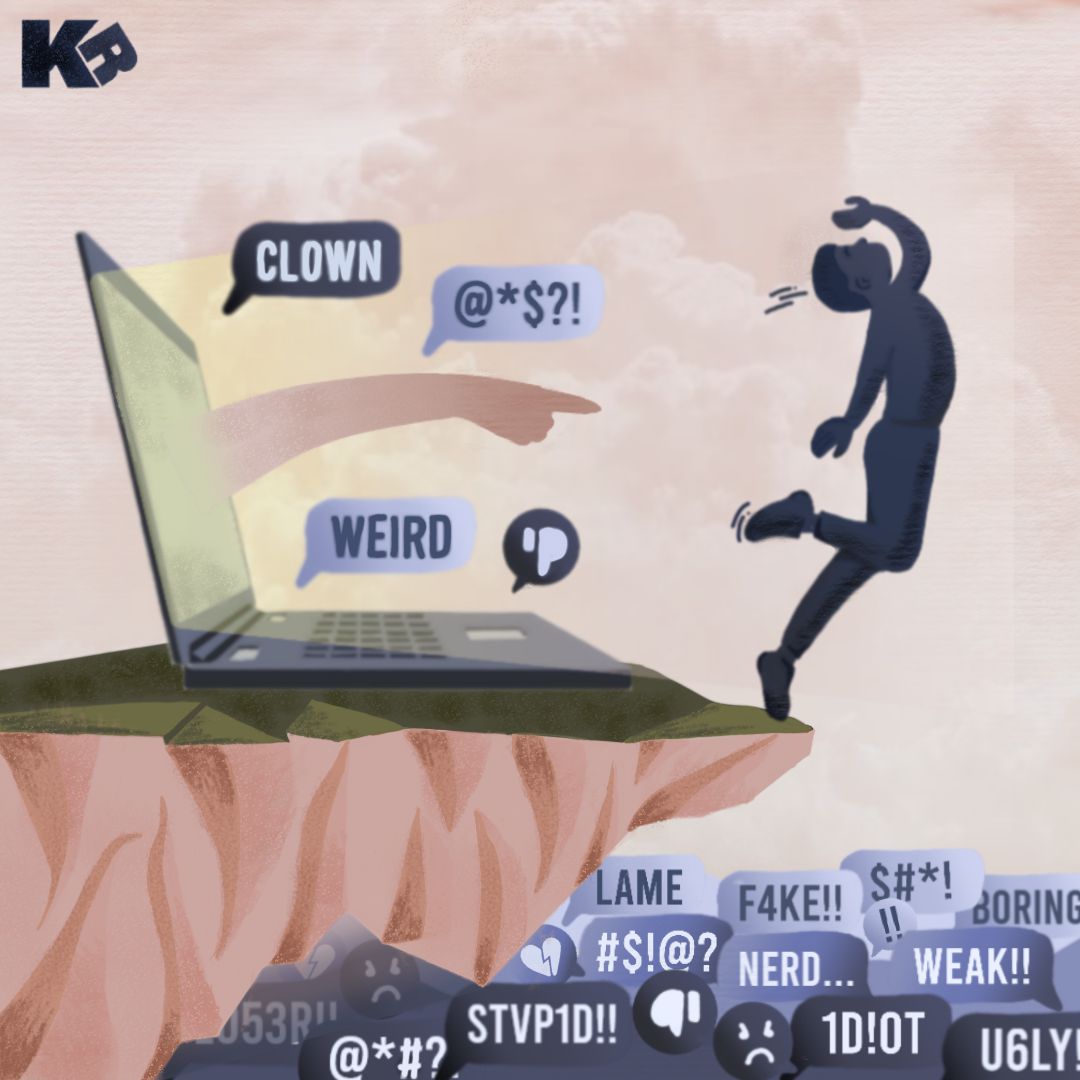 KR
CLOWN
@*$?!
WEIRD
LAME
F4KE!!
$#*!
!!
BORING
#$!@?
NERD...
WEAK!!
STVP1D!!
1D!OT
@*#?
U6LY!